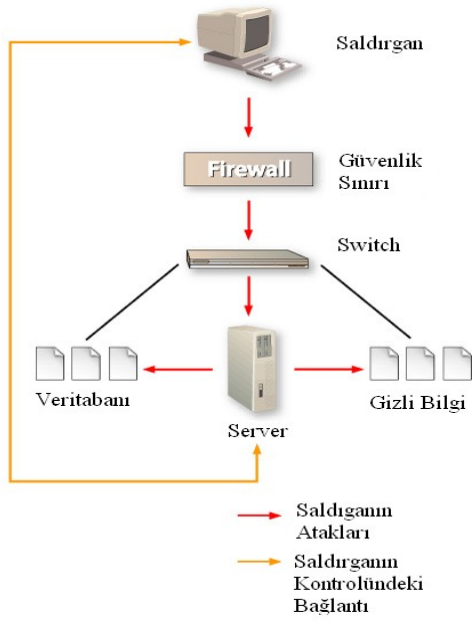 Saldırgan
Firewall
Güvenlik
Sınırı
Switch
Veritabanı
Server
Gizli Bilgi
Saldıganın
Atakları
Saldırganın
Kontrolündeki
Bağlantı